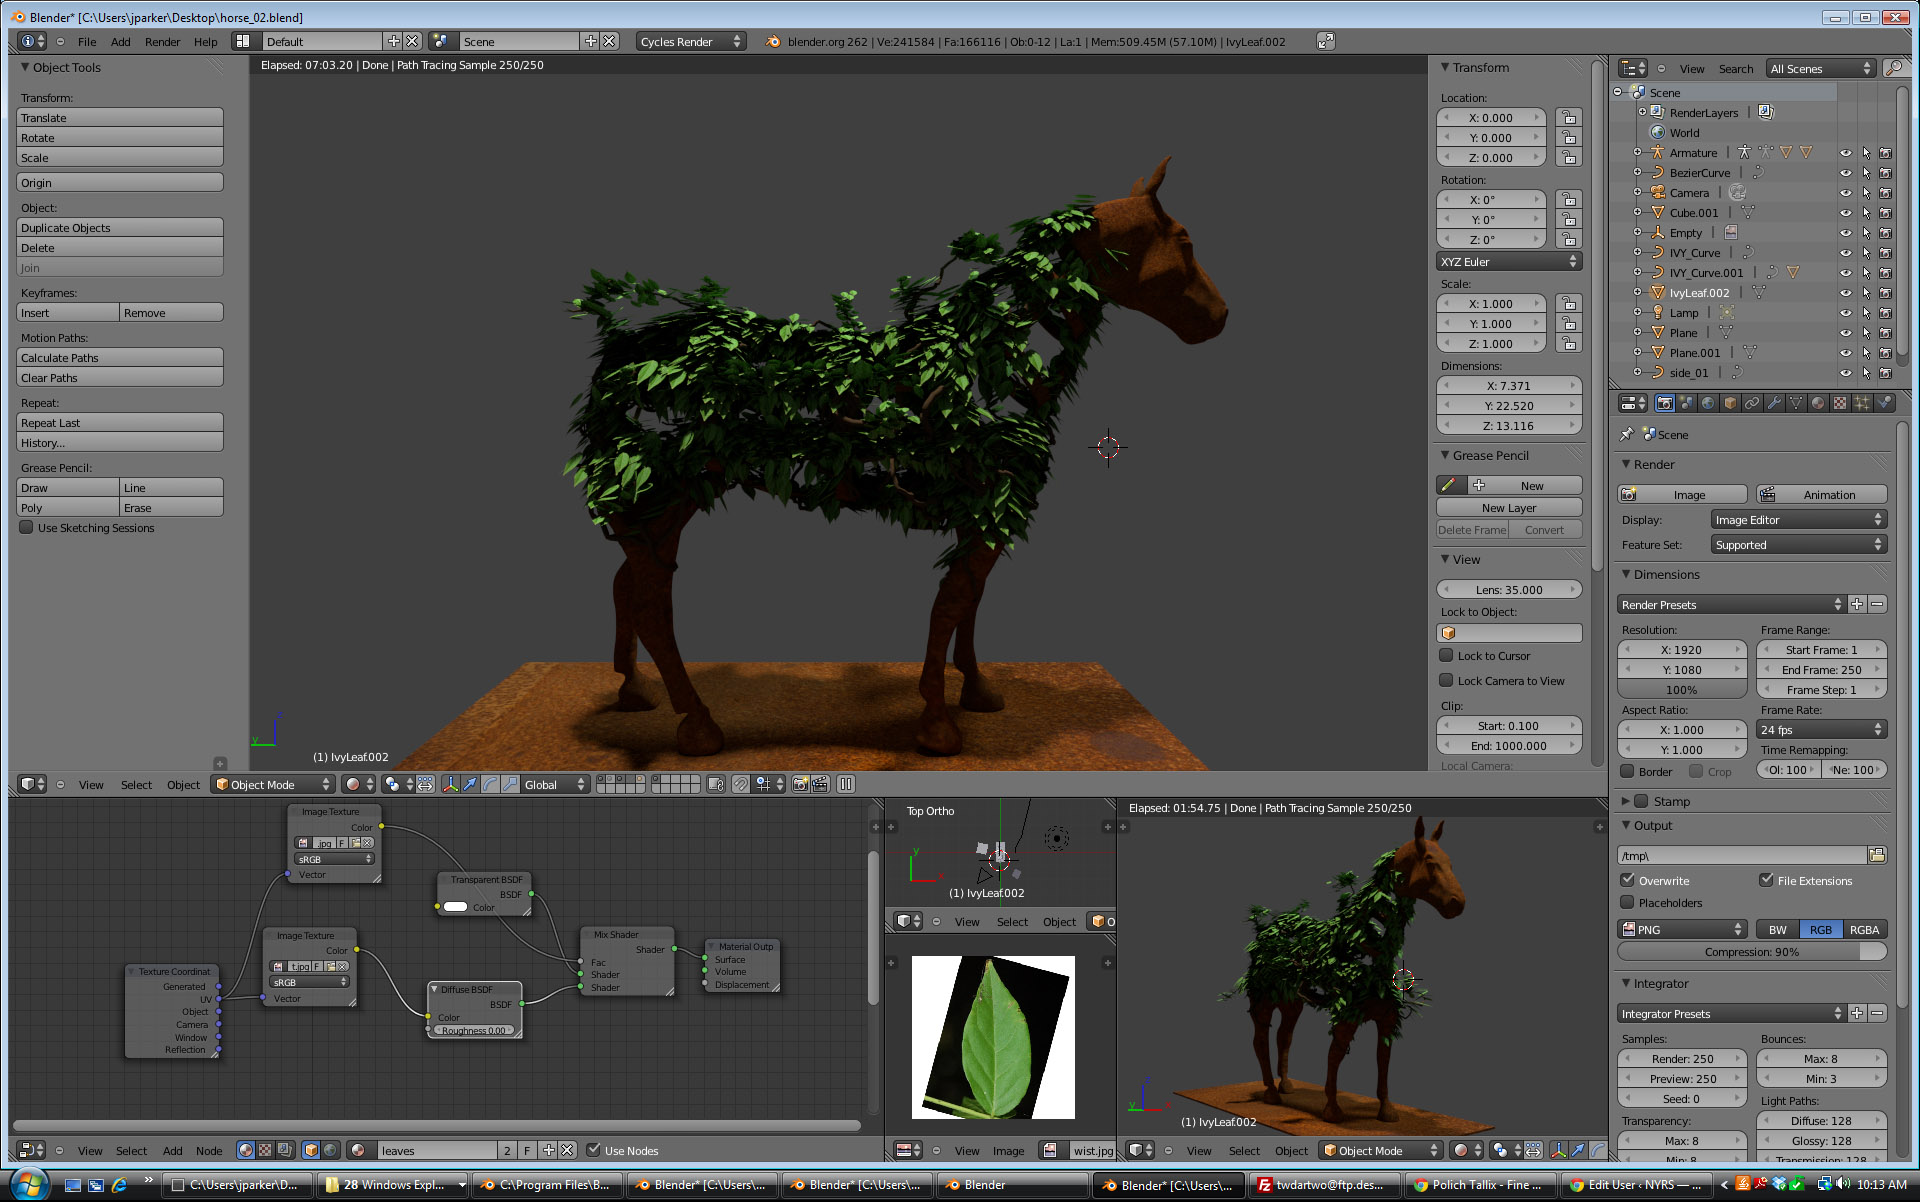 Blender* [C:\Users\jparker\Desktop\horse_02.blend]
File Add Render Help Default Scene Cycles Render blender.org 262 | Ve:241584 | Fa:166116 | Ob:0-12 | La:1 | Mem:509.45M (57.10M) | IvyLeaf.002
Object Tools
Transform:
Translate
Rotate
Scale
Origin
Object:
Duplicate Objects
Delete
Join
Keyframes:
Insert Remove
Motion Paths:
Calculate Paths
Clear Paths
Repeat:
Repeat Last
History...
Grease Pencil:
Draw Line
Poly Erase
Use Sketching Sessions
Elapsed: 07:03.20 | Done | Path Tracing Sample 250/250
z
y
(1) IvyLeaf.002
Transform
Location:
X: 0.000
Y: 0.000
Z: 0.000
Rotation:
X: 0°
Y: 0°
Z: 0°
XYZ Euler
Scale:
X: 1.000
Y: 1.000
Z: 1.000
Dimensions:
X: 7.371
Y: 22.520
Z: 13.116
Grease Pencil
New
New Layer
Delete Frame Convert
View
Lens: 35.000
Lock to Object:
Lock to Cursor
Lock Camera to View
Clip:
Start: 0.100
End: 1000.000
Local Camera:
View Search All Scenes
Scene
RenderLayers
World
Armature
BezierCurve
Camera
Cube.001
Empty
IVY_Curve
IVY_Curve.001
IvyLeaf.002
Lamp
Plane
Plane.001
side_01
Scene
Render
Image Animation
Display: Image Editor
Feature Set: Supported
Dimensions
Render Presets
Resolution: Frame Range:
X: 1920 Start Frame: 1
Y: 1080 End Frame: 250
100% Frame Step: 1
Aspect Ratio: Frame Rate:
X: 1.000 24 fps
Y: 1.000 Time Remapping:
Border Crop Ol: 100 Ne: 100
Stamp
Output
/tmp\
Overwrite File Extensions
Placeholders
PNG BW RGB RGBA
Compression: 90%
Integrator
Integrator Presets
Samples: Bounces:
Render: 250 Max: 8
Preview: 250 Min: 3
Seed: 0 Light Paths:
Transparency: Diffuse: 128
Max: 8 Glossy: 128
Min: 8 Transmission: 128
View Select Object Object Mode Global
Image Texture
Color
.jpg F
sRGB
Vector
Transparent BSDF
BSDF
Color
Image Texture
Color
t.jpg F
sRGB
Vector
Texture Coordinat
Generated
UV
Object
Camera
Window
Reflection
Diffuse BSDF
BSDF
Color
Roughness 0.00
Mix Shader
Shader
Fac
Shader
Shader
Material Outp
Surface
Volume
Displacement
View Select Add Node leaves 2 F Use Nodes
Top Ortho
y
x
(1) IvyLeaf.002
View Select Object O
View Image wist.jpg
Elapsed: 01:54.75 | Done | Path Tracing Sample 250/250
z
y x
(1) IvyLeaf.002
View Select Object Object Mode
C:\Users\jparker\D... 28 Windows Expl... C:\Program Files\B... Blender* [C:\Users\... Blender* [C:\Users\... Blender Blender* [C:\Users\... twdartwo@ftp.des... Polich Tallix - Fine ... Edit User ‹ NYRS — ... 10:13 AM